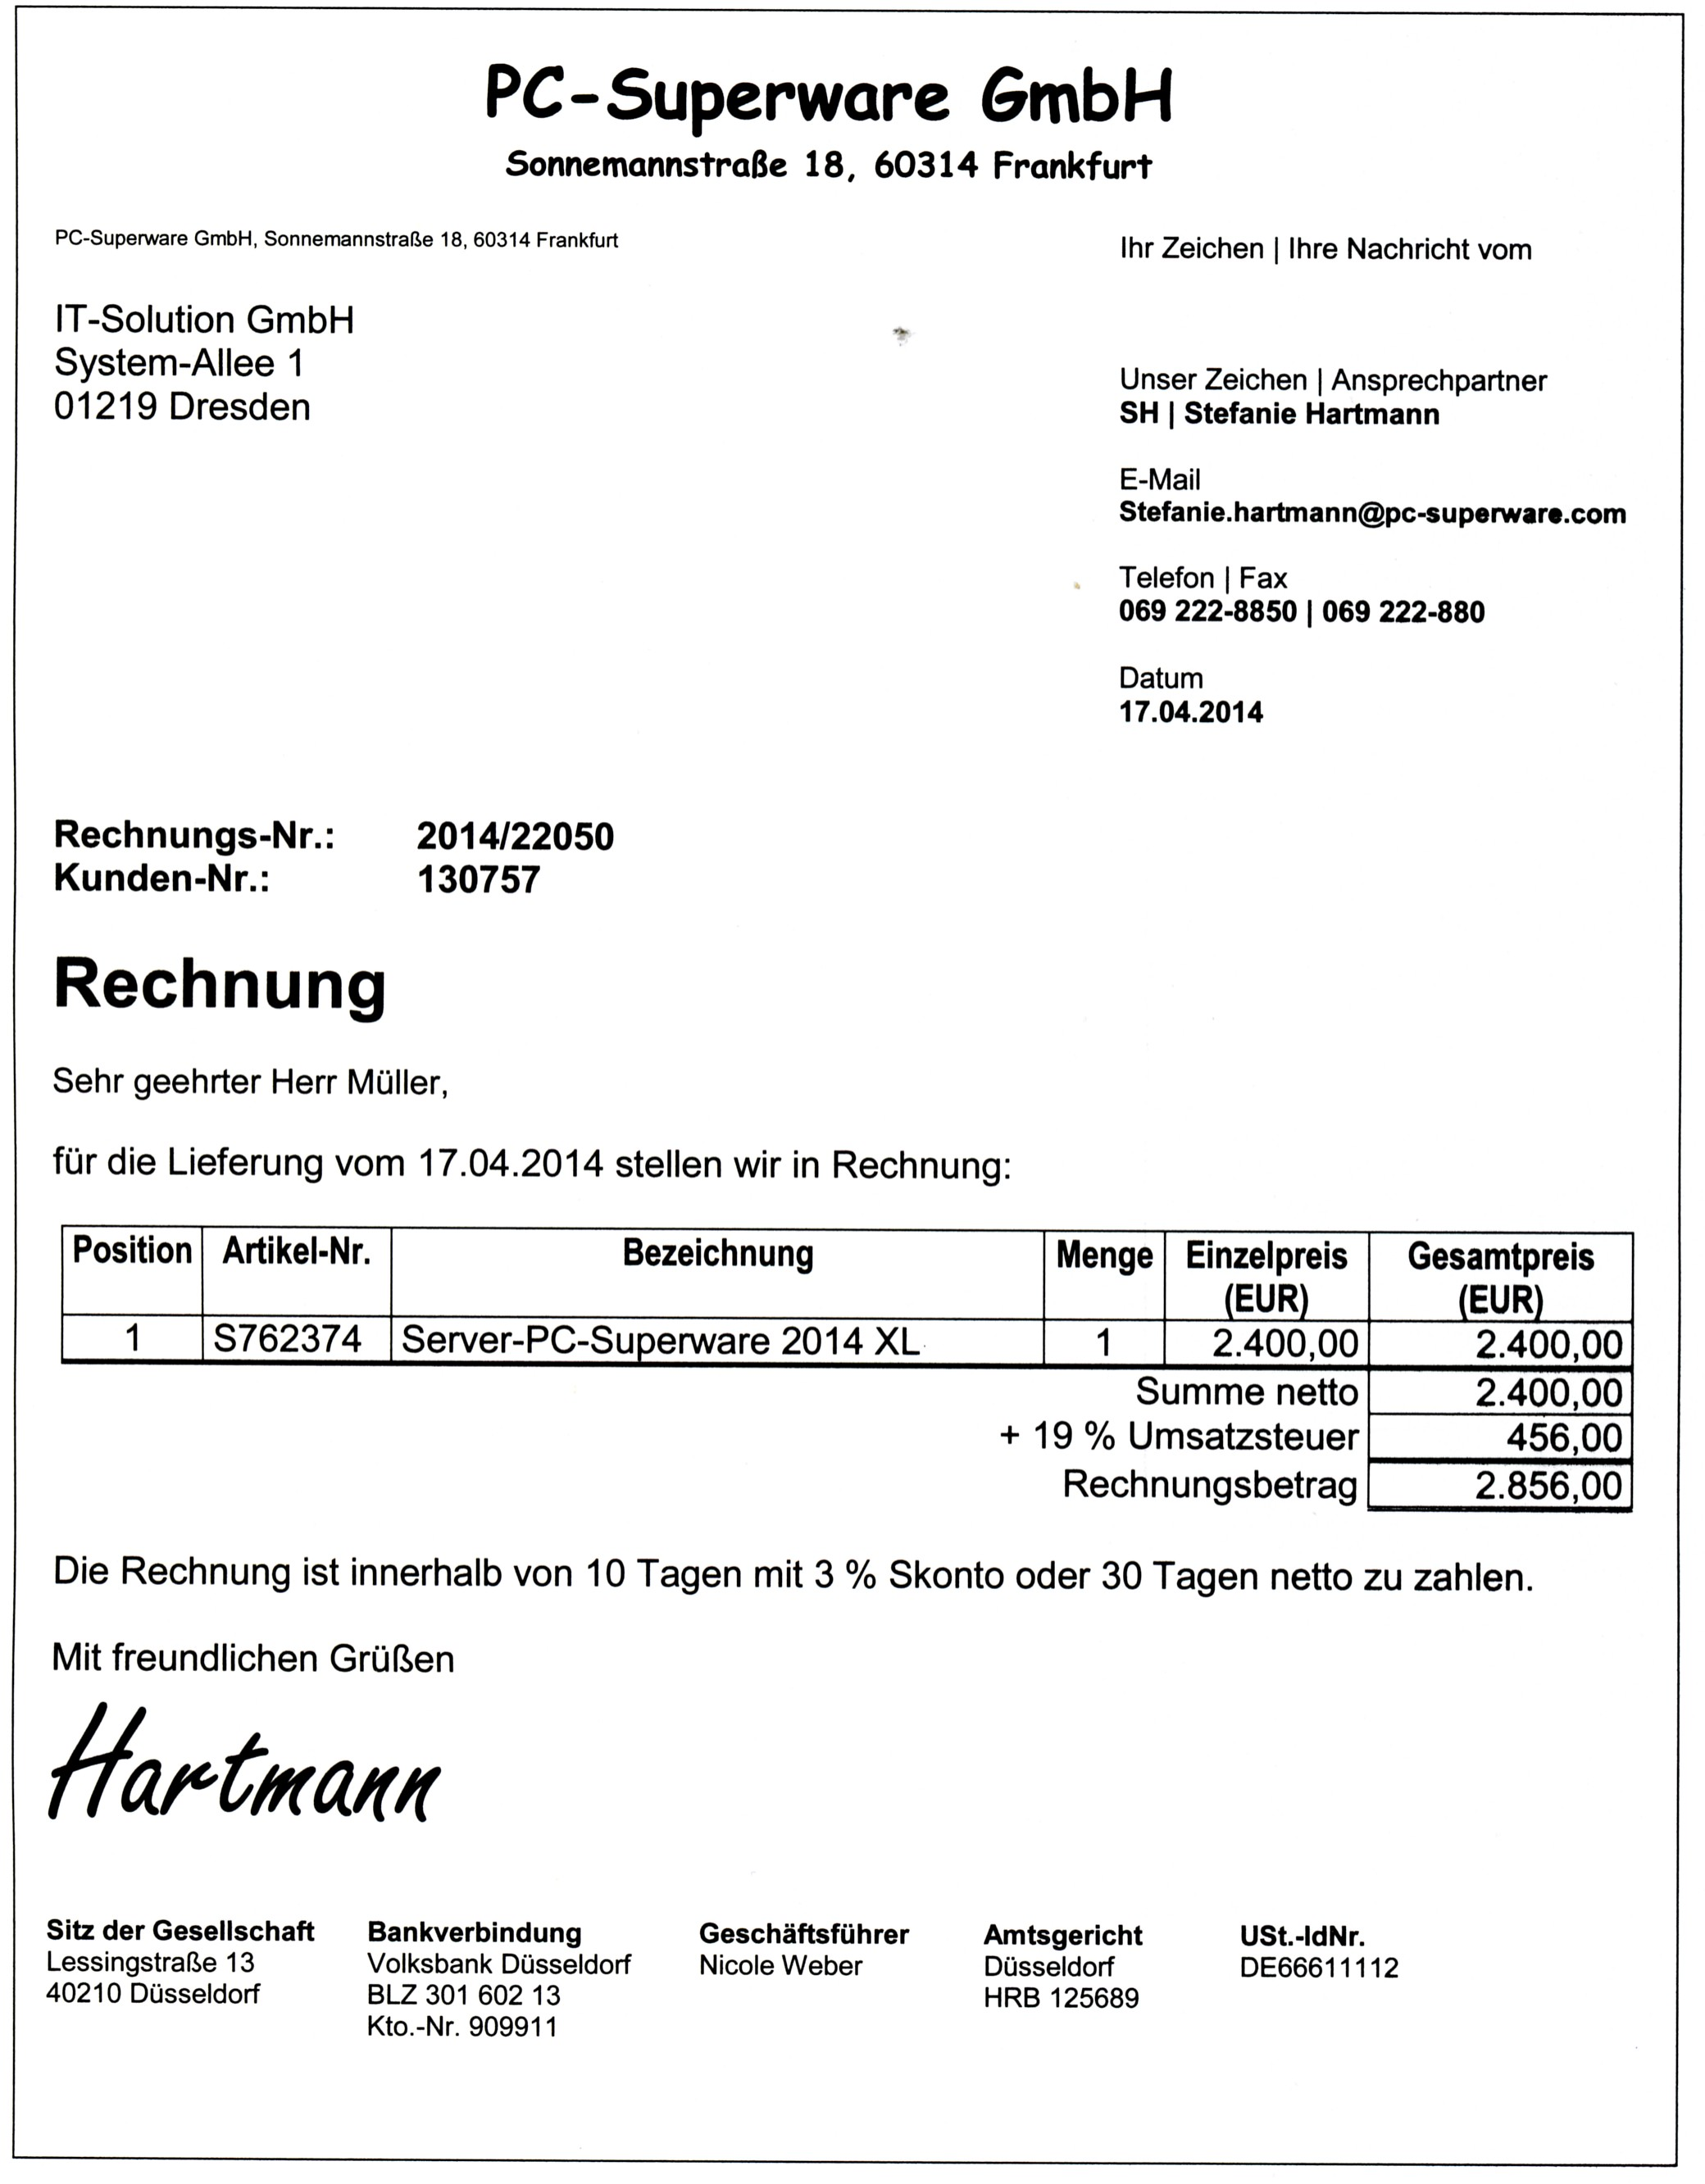 PC-Superware GmbH
Sonnemannstraße 18, 60314 Frankfurt
PC-Superware GmbH, Sonnemannstraße 18, 60314 Frankfurt
IT-Solution GmbH
System-Allee 1
01219 Dresden
Ihr Zeichen | Ihre Nachricht vom
Unser Zeichen | Ansprechpartner
SH | Stefanie Hartmann
E-Mail
Stefanie.hartmann@pc-superware.com
Telefon | Fax
069 222-8850 | 069 222-880
Datum
17.04.2014
Rechnungs-Nr.: 2014/22050
Kunden-Nr.: 130757
Rechnung
Sehr geehrter Herr Müller,
für die Lieferung vom 17.04.2014 stellen wir in Rechnung:
Position Artikel-Nr. Bezeichnung Menge Einzelpreis Gesamtpreis
(EUR) (EUR)
1 S762374 Server-PC-Superware 2014 XL 1 2.400,00 2.400,00
Summe netto 2.400,00
+ 19 % Umsatzsteuer 456,00
Rechnungsbetrag 2.856,00
Die Rechnung ist innerhalb von 10 Tagen mit 3 % Skonto oder 30 Tagen netto zu zahlen.
Mit freundlichen Grüßen
Hartmann
Sitz der Gesellschaft Bankverbindung Geschäftsführer Amtsgericht USt.-IdNr.
Lessingstraße 13 Volksbank Düsseldorf Nicole Weber Düsseldorf DE66611112
40210 Düsseldorf BLZ 301 602 13 HRB 125689
Kto.-Nr. 909911